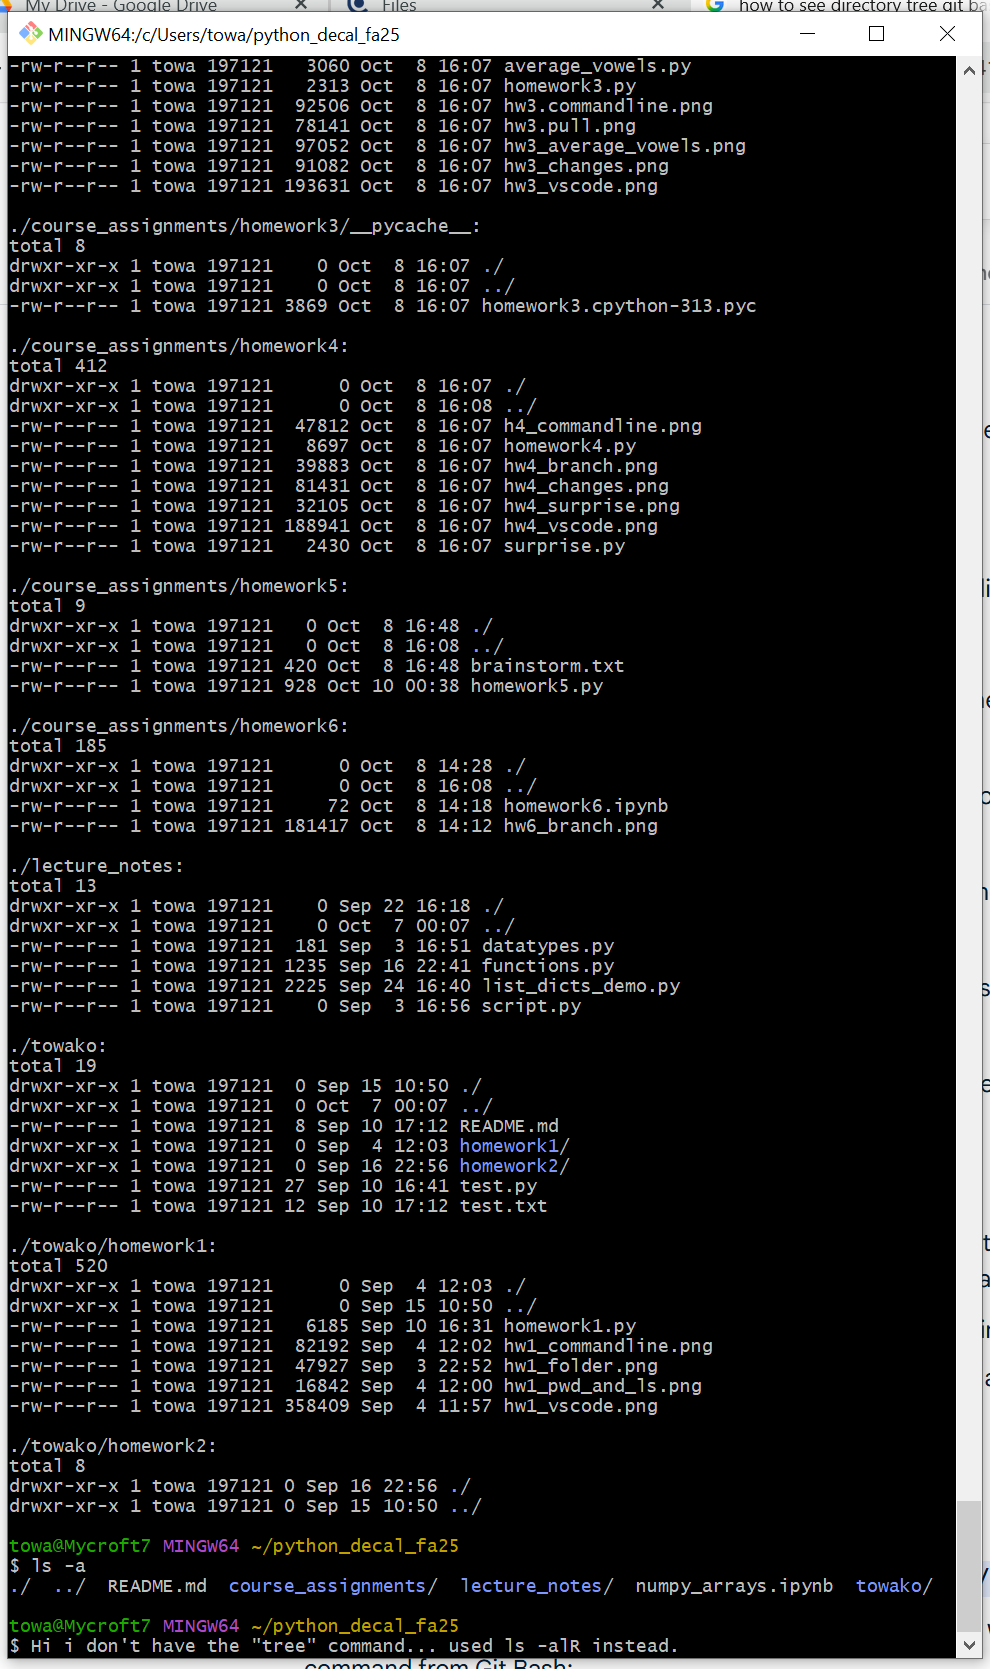 My Drive - Google Drive
Files
how to see directory tree git ba
MINGW64:/c/Users/towa/python_decal_fa25
-rw-r--r-- 1 towa 197121   3060 Oct  8 16:07 average_vowels.py
-rw-r--r-- 1 towa 197121   2313 Oct  8 16:07 homework3.py
-rw-r--r-- 1 towa 197121  92506 Oct  8 16:07 hw3.commandline.png
-rw-r--r-- 1 towa 197121  78141 Oct  8 16:07 hw3.pull.png
-rw-r--r-- 1 towa 197121  97052 Oct  8 16:07 hw3_average_vowels.png
-rw-r--r-- 1 towa 197121  91082 Oct  8 16:07 hw3_changes.png
-rw-r--r-- 1 towa 197121 193631 Oct  8 16:07 hw3_vscode.png
./course_assignments/homework3/__pycache__:
total 8
drwxr-xr-x 1 towa 197121    0 Oct  8 16:07 ./
drwxr-xr-x 1 towa 197121    0 Oct  8 16:07 ../
-rw-r--r-- 1 towa 197121 3869 Oct  8 16:07 homework3.cpython-313.pyc
./course_assignments/homework4:
total 412
drwxr-xr-x 1 towa 197121      0 Oct  8 16:07 ./
drwxr-xr-x 1 towa 197121      0 Oct  8 16:08 ../
-rw-r--r-- 1 towa 197121  47812 Oct  8 16:07 h4_commandline.png
-rw-r--r-- 1 towa 197121   8697 Oct  8 16:07 homework4.py
-rw-r--r-- 1 towa 197121  39883 Oct  8 16:07 hw4_branch.png
-rw-r--r-- 1 towa 197121  81431 Oct  8 16:07 hw4_changes.png
-rw-r--r-- 1 towa 197121  32105 Oct  8 16:07 hw4_surprise.png
-rw-r--r-- 1 towa 197121 188941 Oct  8 16:07 hw4_vscode.png
-rw-r--r-- 1 towa 197121   2430 Oct  8 16:07 surprise.py
./course_assignments/homework5:
total 9
drwxr-xr-x 1 towa 197121   0 Oct  8 16:48 ./
drwxr-xr-x 1 towa 197121   0 Oct  8 16:08 ../
-rw-r--r-- 1 towa 197121 420 Oct  8 16:48 brainstorm.txt
-rw-r--r-- 1 towa 197121 928 Oct 10 00:38 homework5.py
./course_assignments/homework6:
total 185
drwxr-xr-x 1 towa 197121      0 Oct  8 14:28 ./
drwxr-xr-x 1 towa 197121      0 Oct  8 16:08 ../
-rw-r--r-- 1 towa 197121     72 Oct  8 14:18 homework6.ipynb
-rw-r--r-- 1 towa 197121 181417 Oct  8 14:12 hw6_branch.png
./lecture_notes:
total 13
drwxr-xr-x 1 towa 197121    0 Sep 22 16:18 ./
drwxr-xr-x 1 towa 197121    0 Oct  7 00:07 ../
-rw-r--r-- 1 towa 197121  181 Sep  3 16:51 datatypes.py
-rw-r--r-- 1 towa 197121 1235 Sep 16 22:41 functions.py
-rw-r--r-- 1 towa 197121 2225 Sep 24 16:40 list_dicts_demo.py
-rw-r--r-- 1 towa 197121    0 Sep  3 16:56 script.py
./towako:
total 19
drwxr-xr-x 1 towa 197121  0 Sep 15 10:50 ./
drwxr-xr-x 1 towa 197121  0 Oct  7 00:07 ../
-rw-r--r-- 1 towa 197121  8 Sep 10 17:12 README.md
drwxr-xr-x 1 towa 197121  0 Sep  4 12:03 homework1/
drwxr-xr-x 1 towa 197121  0 Sep 16 22:56 homework2/
-rw-r--r-- 1 towa 197121 27 Sep 10 16:41 test.py
-rw-r--r-- 1 towa 197121 12 Sep 10 17:12 test.txt
./towako/homework1:
total 520
drwxr-xr-x 1 towa 197121      0 Sep  4 12:03 ./
drwxr-xr-x 1 towa 197121      0 Sep 15 10:50 ../
-rw-r--r-- 1 towa 197121   6185 Sep 10 16:31 homework1.py
-rw-r--r-- 1 towa 197121  82192 Sep  4 12:02 hw1_commandline.png
-rw-r--r-- 1 towa 197121  47927 Sep  3 22:52 hw1_folder.png
-rw-r--r-- 1 towa 197121  16842 Sep  4 12:00 hw1_pwd_and_ls.png
-rw-r--r-- 1 towa 197121 358409 Sep  4 11:57 hw1_vscode.png
./towako/homework2:
total 8
drwxr-xr-x 1 towa 197121 0 Sep 16 22:56 ./
drwxr-xr-x 1 towa 197121 0 Sep 15 10:50 ../
towa@Mycroft7 MINGW64 ~/python_decal_fa25
$ ls -a
./  ../  README.md  course_assignments/  lecture_notes/  numpy_arrays.ipynb  towako/
towa@Mycroft7 MINGW64 ~/python_decal_fa25
$ Hi i don't have the "tree" command... used ls -alR instead.
command from Git Bash: